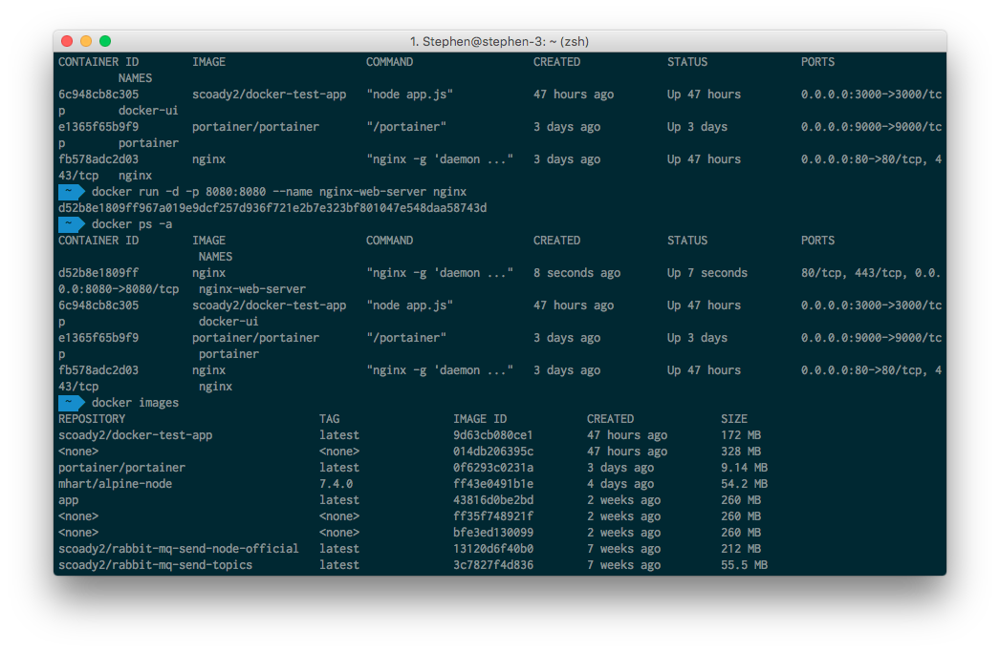 1. Stephen@stephen-3: ~ (zsh)
CONTAINER ID        IMAGE                     COMMAND                  CREATED             STATUS              PORTS
         NAMES
6c948cb8c305        scoady2/docker-test-app   "node app.js"            47 hours ago        Up 47 hours         0.0.0.0:3000->3000/tc
p        docker-ui
e1365f65b9f9        portainer/portainer       "/portainer"             3 days ago          Up 3 days           0.0.0.0:9000->9000/tc
p        portainer
fb578adc2d03        nginx                     "nginx -g 'daemon ..."   3 days ago          Up 47 hours         0.0.0.0:80->80/tcp, 4
43/tcp   nginx
~ docker run -d -p 8080:8080 --name nginx-web-server nginx
d52b8e1809ff967a019e9dcf257d936f721e2b7e323bf801047e548daa58743d
~ docker ps -a
CONTAINER ID        IMAGE                     COMMAND                  CREATED             STATUS              PORTS
                     NAMES
d52b8e1809ff        nginx                     "nginx -g 'daemon ..."   8 seconds ago       Up 7 seconds        80/tcp, 443/tcp, 0.0.
0.0:8080->8080/tcp   nginx-web-server
6c948cb8c305        scoady2/docker-test-app   "node app.js"            47 hours ago        Up 47 hours         0.0.0.0:3000->3000/tc
p                    docker-ui
e1365f65b9f9        portainer/portainer       "/portainer"             3 days ago          Up 3 days           0.0.0.0:9000->9000/tc
p                    portainer
fb578adc2d03        nginx                     "nginx -g 'daemon ..."   3 days ago          Up 47 hours         0.0.0.0:80->80/tcp, 4
43/tcp               nginx
~ docker images
REPOSITORY                             TAG                 IMAGE ID            CREATED             SIZE
scoady2/docker-test-app                latest              9d63cb080ce1        47 hours ago        172 MB
<none>                                 <none>              014db206395c        47 hours ago        328 MB
portainer/portainer                    latest              0f6293c0231a        3 days ago          9.14 MB
mhart/alpine-node                      7.4.0               ff43e0491b1e        4 days ago          54.2 MB
app                                    latest              43816d0be2bd        2 weeks ago         260 MB
<none>                                 <none>              ff35f748921f        2 weeks ago         260 MB
<none>                                 <none>              bfe3ed130099        2 weeks ago         260 MB
scoady2/rabbit-mq-send-node-official   latest              13120d6f40b0        7 weeks ago         212 MB
scoady2/rabbit-mq-send-topics          latest              3c7827f4d836        7 weeks ago         55.5 MB